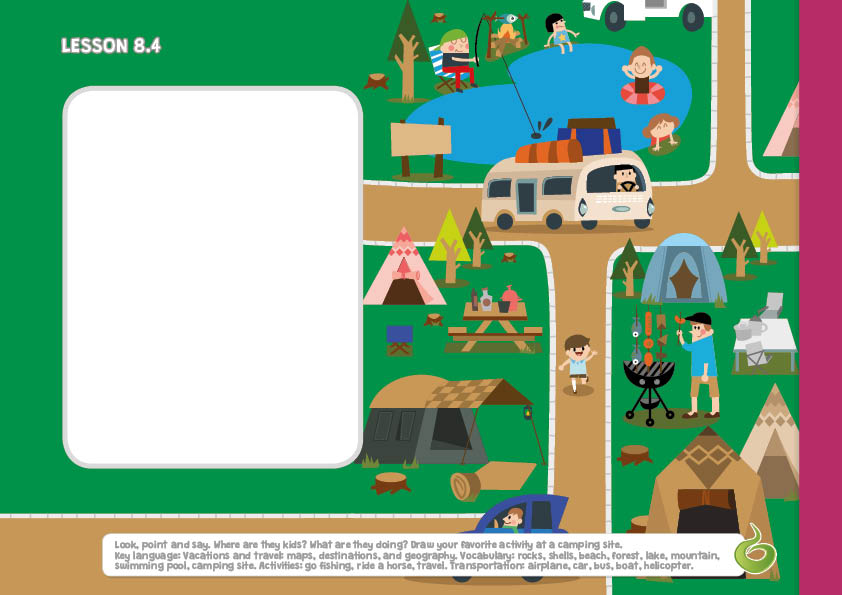 LESSON 8.4
Look, point and say. Where are they kids? What are they doing? Draw your favorite activity at a camping site.
Key language: Vacations and travel: maps, destinations, and geography. Vocabulary: rocks, shells, beach, forest, lake, mountain,
swimming pool, camping site. Activities: go fishing, ride a horse, travel. Transportation: airplane, car, bus, boat, helicopter.